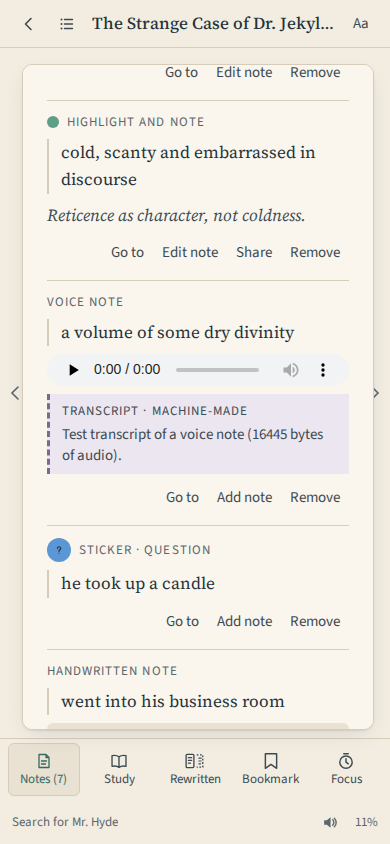 The Strange Case of Dr. Jekyl... Aa
Go to Edit note Remove
HIGHLIGHT AND NOTE
cold, scanty and embarrassed in
discourse
Reticence as character, not coldness.
Go to Edit note Share Remove
VOICE NOTE
a volume of some dry divinity
0:00 / 0:00
TRANSCRIPT · MACHINE-MADE
Test transcript of a voice note (16445 bytes
of audio).
Go to Add note Remove
? STICKER · QUESTION
he took up a candle
Go to Add note Remove
HANDWRITTEN NOTE
went into his business room
Notes (7) Study Rewritten Bookmark Focus
Search for Mr. Hyde 11%